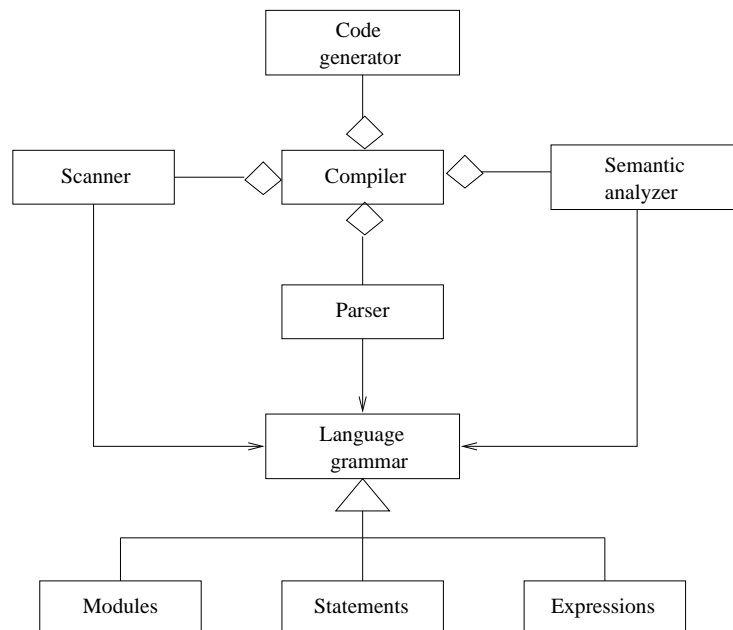 Code
generator
Scanner
Compiler
Semantic
analyzer
Parser
Language
grammar
Modules
Statements
Expressions